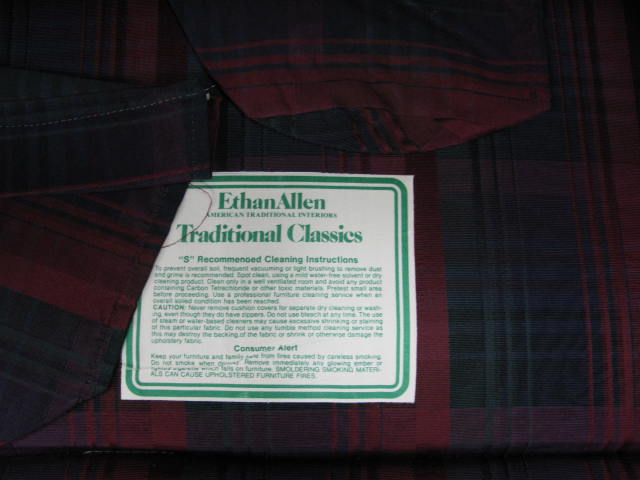 EthanAllen
AMERICAN TRADITIONAL INTERIORS
Traditional Classics
"S" Recommended Cleaning Instructions
To prevent overall soil, frequent vacuuming or light brushing to remove dust
and grime is recommended. Spot clean, using a mild water-free solvent or dry
cleaning product. Clean only in a well ventilated room and avoid any product
containing Carbon Tetrachloride or other toxic materials. Pretest small area
before proceeding. Use a professional furniture cleaning service when an
overall soiled condition has been reached.
CAUTION: Never remove cushion covers for separate dry cleaning or wash-
ing, even though they do have zippers. Do not use bleach at any time. The use
of steam or water-based cleaners may cause excessive shrinking or staining
of this particular fabric. Do not use any tumble method cleaning service as
this may destroy the backing of the fabric or shrink or otherwise damage the
upholstery fabric.
Consumer Alert
Keep your furniture and family safe from fires caused by careless smoking.
Do not smoke when drowsy. Remove immediately any glowing ember or
lighted cigarette which falls on furniture. SMOLDERING SMOKING MATERI-
ALS CAN CAUSE UPHOLSTERED FURNITURE FIRES.